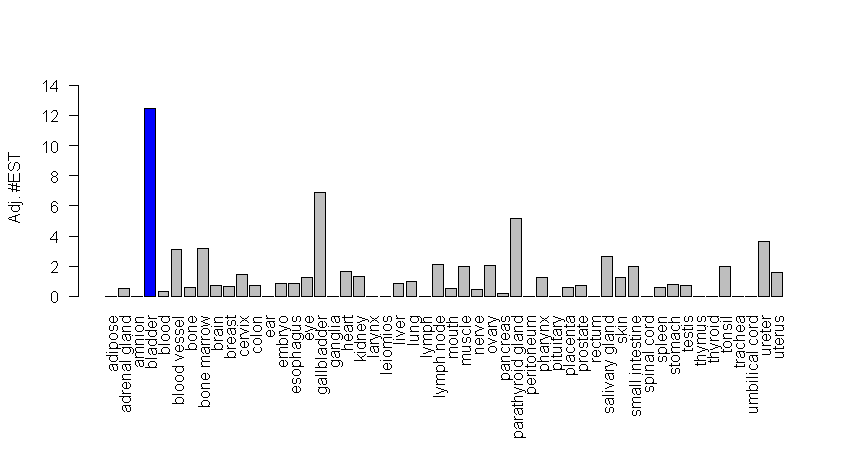 Adj. #EST
14
12
10
8
6
4
2
0
adipose
adrenal gland
amnion
bladder
blood
blood vessel
bone
bone marrow
brain
breast
cervix
colon
ear
embryo
esophagus
eye
gallbladder
ganglia
heart
kidney
larynx
leiomios
liver
lung
lymph
lymph node
mouth
muscle
nerve
ovary
pancreas
parathyroid gland
peritoneum
pharynx
pituitary
placenta
prostate
rectum
salivary gland
skin
small intestine
spinal cord
spleen
stomach
testis
thymus
thyroid
tonsil
trachea
umbilical cord
ureter
uterus